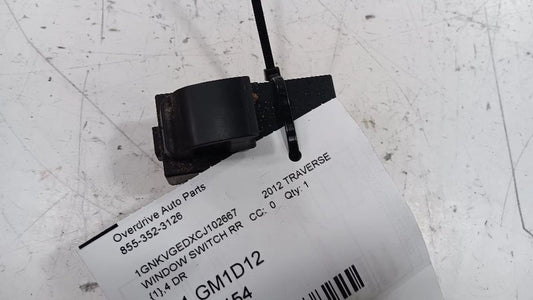 Overdrive Auto Parts
855-352-3126
1GNKVGEDXCJ102667 2012 TRAVERSE
WINDOW SWITCH RR CC: 0 Qty: 1
(1),4 DR
GM1D12